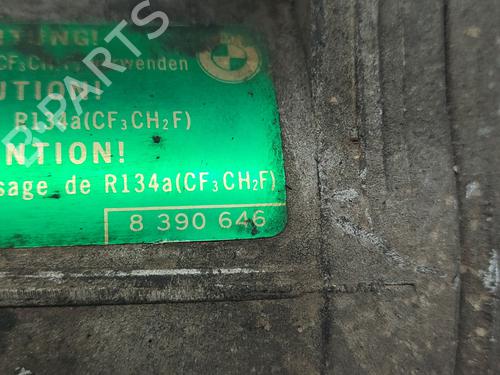 TUNG!
CF₃CH₂F) verwenden
UTION!
R134a(CF₃CH₂F)
NTION!
sage de R134a(CF₃CH₂F)
8 390 646
B-PARTS